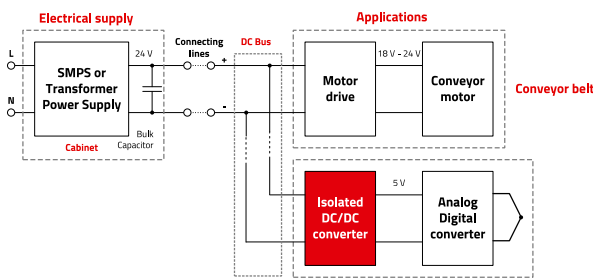 Electrical supply
Applications
L
N
SMPS or
Transformer
Power Supply
24 V
Bulk
Capacitor
Cabinet
Connecting
lines
DC Bus
+
-
Motor
drive
18 V - 24 V
Conveyor
motor
Conveyor belt
Isolated
DC/DC
converter
5 V
Analog
Digital
converter